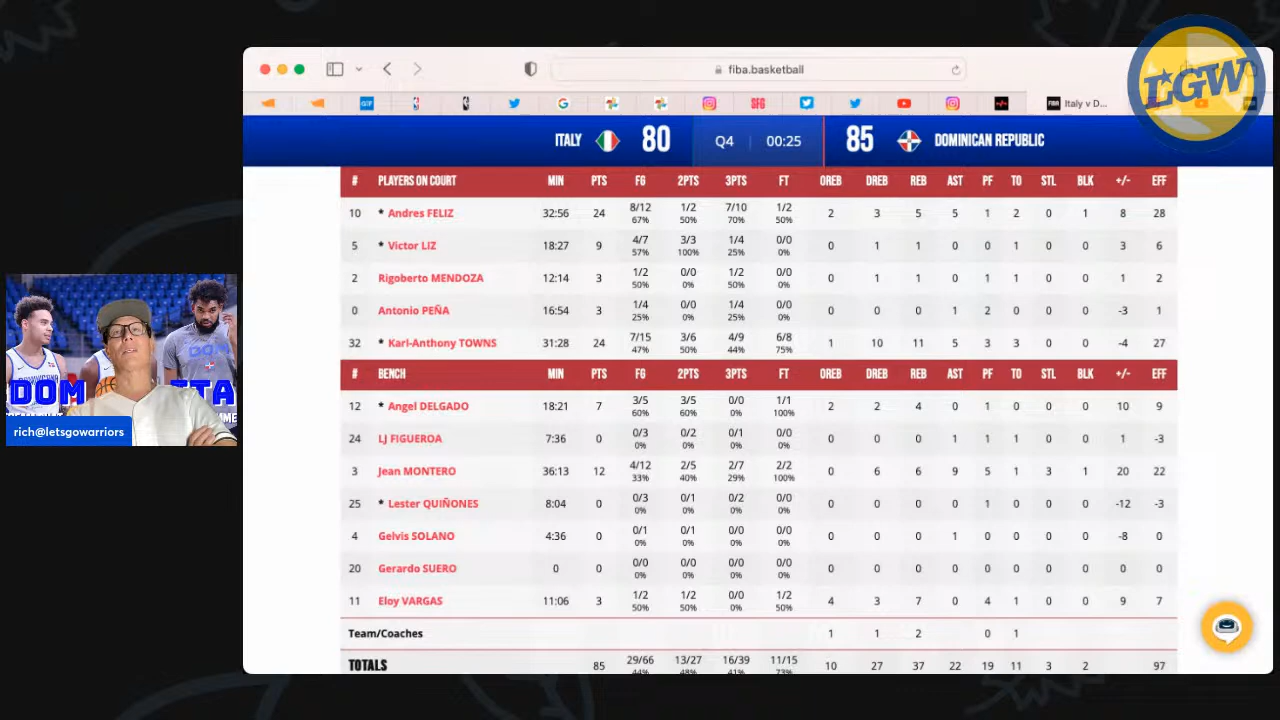 LGW
fiba.basketball
GIF
SFG
FIBA
Italy v D...
ITALY 80 Q4 00:25 85 DOMINICAN REPUBLIC
# PLAYERS ON COURT MIN PTS FG 2PTS 3PTS FT OREB DREB REB AST PF TO STL BLK +/- EFF
10 * Andres FELIZ 32:56 24 8/12 1/2 7/10 1/2 2 3 5 5 1 2 0 1 8 28
67% 50% 70% 50%
5 * Victor LIZ 18:27 9 4/7 3/3 1/4 0/0 0 1 1 0 0 1 0 0 3 6
57% 100% 25% 0%
2 Rigoberto MENDOZA 12:14 3 1/2 0/0 1/2 0/0 0 1 1 0 1 1 0 0 1 2
50% 0% 50% 0%
0 Antonio PEÑA 16:54 3 1/4 0/0 1/4 0/0 0 0 0 1 2 0 0 0 -3 1
25% 0% 25% 0%
32 * Karl-Anthony TOWNS 31:28 24 7/15 3/6 4/9 6/8 1 10 11 5 3 3 0 0 -4 27
47% 50% 44% 75%
# BENCH MIN PTS FG 2PTS 3PTS FT OREB DREB REB AST PF TO STL BLK +/- EFF
12 * Angel DELGADO 18:21 7 3/5 3/5 0/0 1/1 2 2 4 0 1 0 0 0 10 9
60% 60% 0% 100%
24 LJ FIGUEROA 7:36 0 0/3 0/2 0/1 0/0 0 0 0 1 1 1 0 0 1 -3
0% 0% 0% 0%
3 Jean MONTERO 36:13 12 4/12 2/5 2/7 2/2 0 6 6 9 5 1 3 1 20 22
33% 40% 29% 100%
25 * Lester QUIÑONES 8:04 0 0/3 0/1 0/2 0/0 0 0 0 0 1 0 0 0 -12 -3
0% 0% 0% 0%
4 Gelvis SOLANO 4:36 0 0/1 0/1 0/0 0/0 0 0 0 1 0 0 0 0 -8 0
0% 0% 0% 0%
20 Gerardo SUERO 0 0 0/0 0/0 0/0 0/0 0 0 0 0 0 0 0 0 0 0
0% 0% 0% 0%
11 Eloy VARGAS 11:06 3 1/2 1/2 0/0 1/2 4 3 7 0 4 1 0 0 9 7
50% 50% 0% 50%
Team/Coaches 1 1 2 0 1
TOTALS 85 29/66 13/27 16/39 11/15 10 27 37 22 19 11 3 2 97
44% 48% 41% 73%
DOM ITA
rich@letsgowarriors